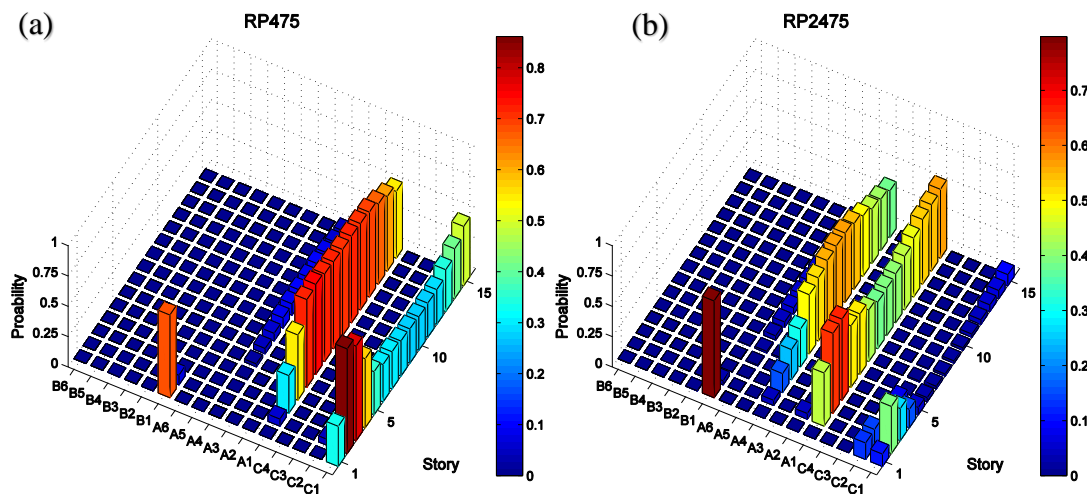 (a)
RP475
1
0.75
0.5
0.25
0
Proability
B6
B5
B4
B3
B2
B1
A6
A5
A4
A3
A2
A1
C4
C3
C2
C1
1
5
10
15
Story
0.8
0.7
0.6
0.5
0.4
0.3
0.2
0.1
0
(b)
RP2475
1
0.75
0.5
0.25
0
Proability
B6
B5
B4
B3
B2
B1
A6
A5
A4
A3
A2
A1
C4
C3
C2
C1
1
5
10
15
Story
0.7
0.6
0.5
0.4
0.3
0.2
0.1
0